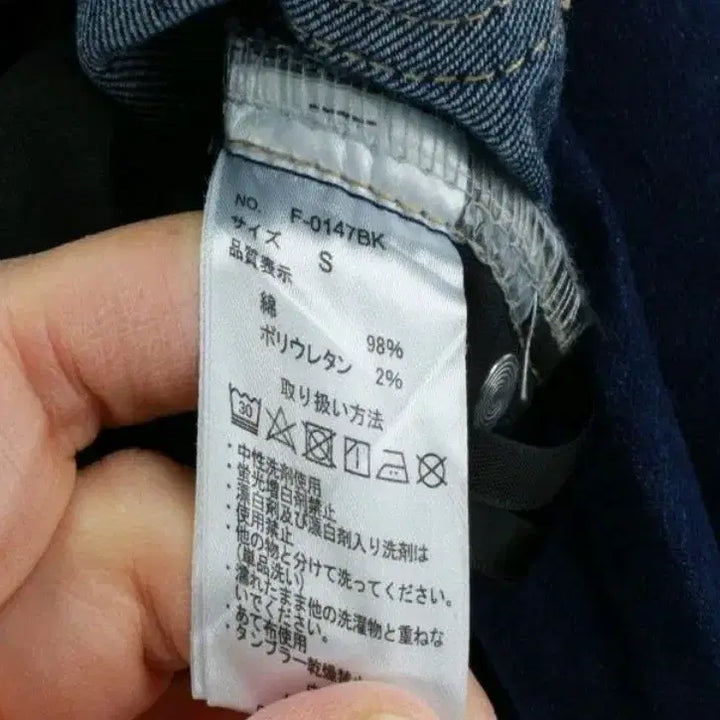 NO. F-0147BK
サイズ S
品質表示
綿 98%
ポリウレタン 2%
取り扱い方法
30
・中性洗剤使用
・蛍光増白剤禁止
・漂白剤及び漂白剤入り洗剤は
使用禁止
・他の物と分けて洗ってください。
(単品洗い)
・濡れたまま他の洗濯物と重ねな
いでください。
・あて布使用
・タンブラー乾燥禁止